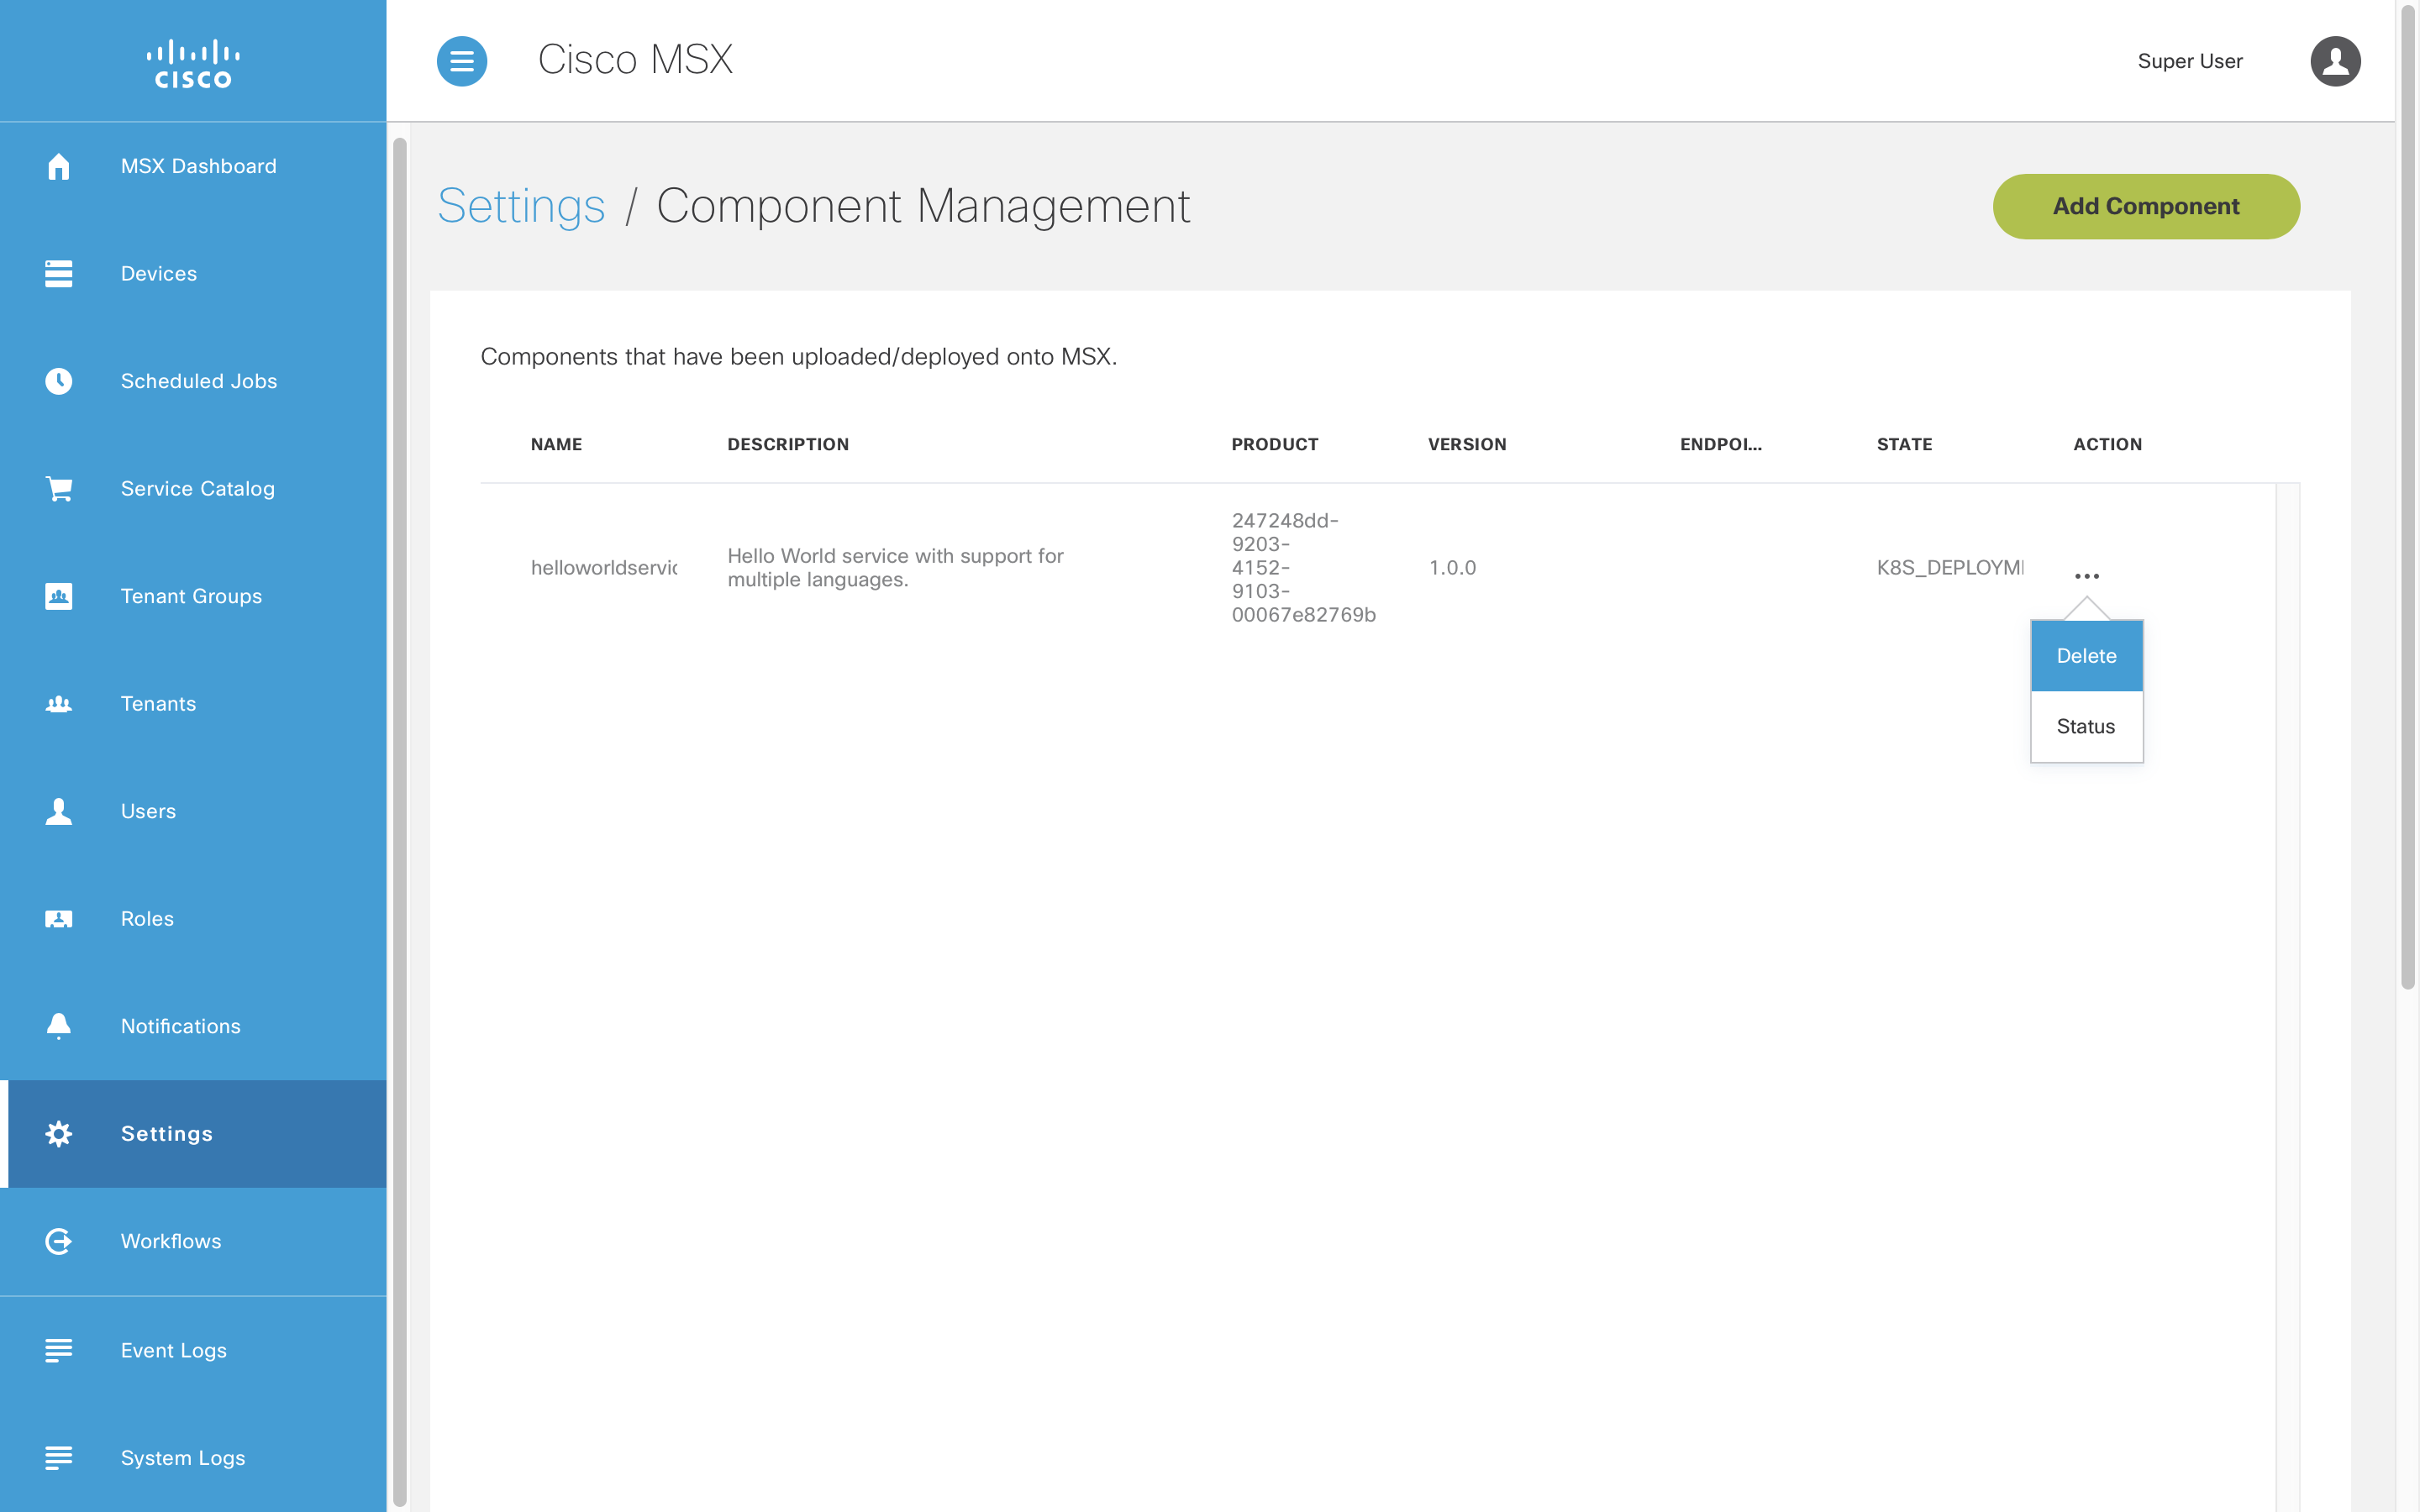 CISCO
Cisco MSX
Super User
MSX Dashboard
Devices
Scheduled Jobs
Service Catalog
Tenant Groups
Tenants
Users
Roles
Notifications
Settings
Workflows
Event Logs
System Logs
Settings / Component Management
Add Component
Components that have been uploaded/deployed onto MSX.
NAME DESCRIPTION PRODUCT VERSION ENDPOI... STATE ACTION
helloworldservic
Hello World service with support for
multiple languages.
247248dd-
9203-
4152-
9103-
00067e82769b
1.0.0
K8S_DEPLOYM
...
Delete
Status